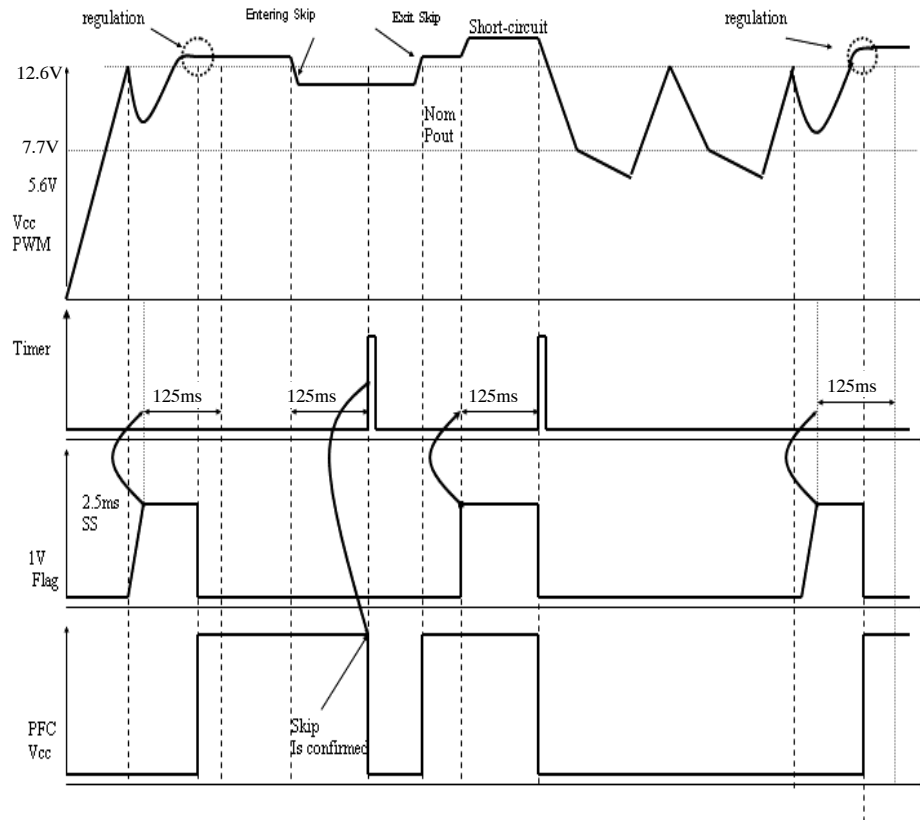 regulation
Entering Skip
Exit Skip
Short-circuit
regulation
12.6V
Nom
Pout
7.7V
5.6V
Vcc
PWM
Timer
125ms
125ms
125ms
125ms
2.5ms
SS
1V
Flag
PFC
Vcc
Skip
Is confirmed